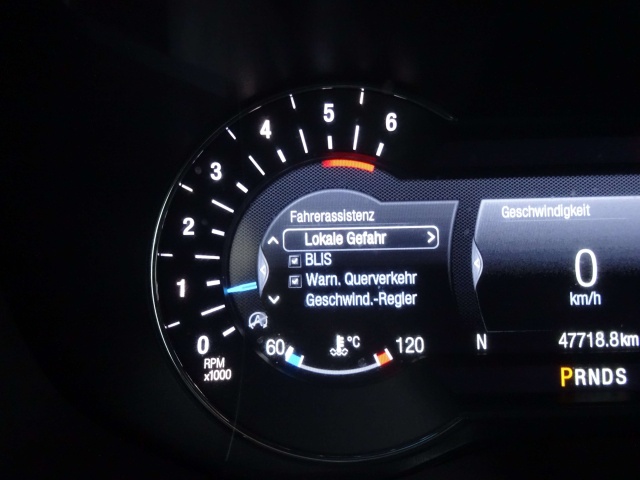 6
5
4
3
2
1
0
RPM
x1000
Fahrerassistenz
Lokale Gefahr >
BLIS
Warn. Querverkehr
Geschwind.-Regler
60 °C 120
Geschwindigkeit
0
km/h
N 47718.8km
PRNDS